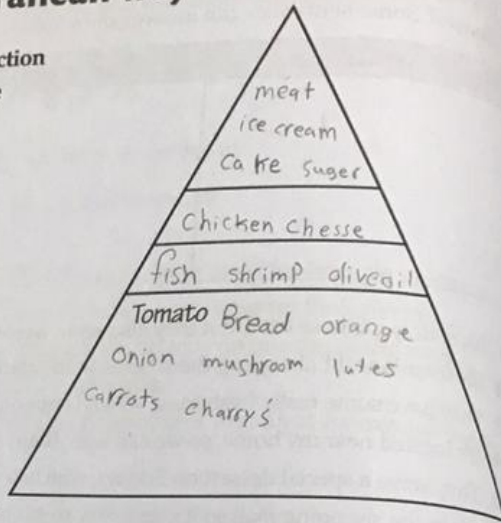 ction
meat
ice cream
cake suger
chicken chesse
fish shrimp oliveoil
Tomato Bread orange
onion mushroom lutes
carrots charry's